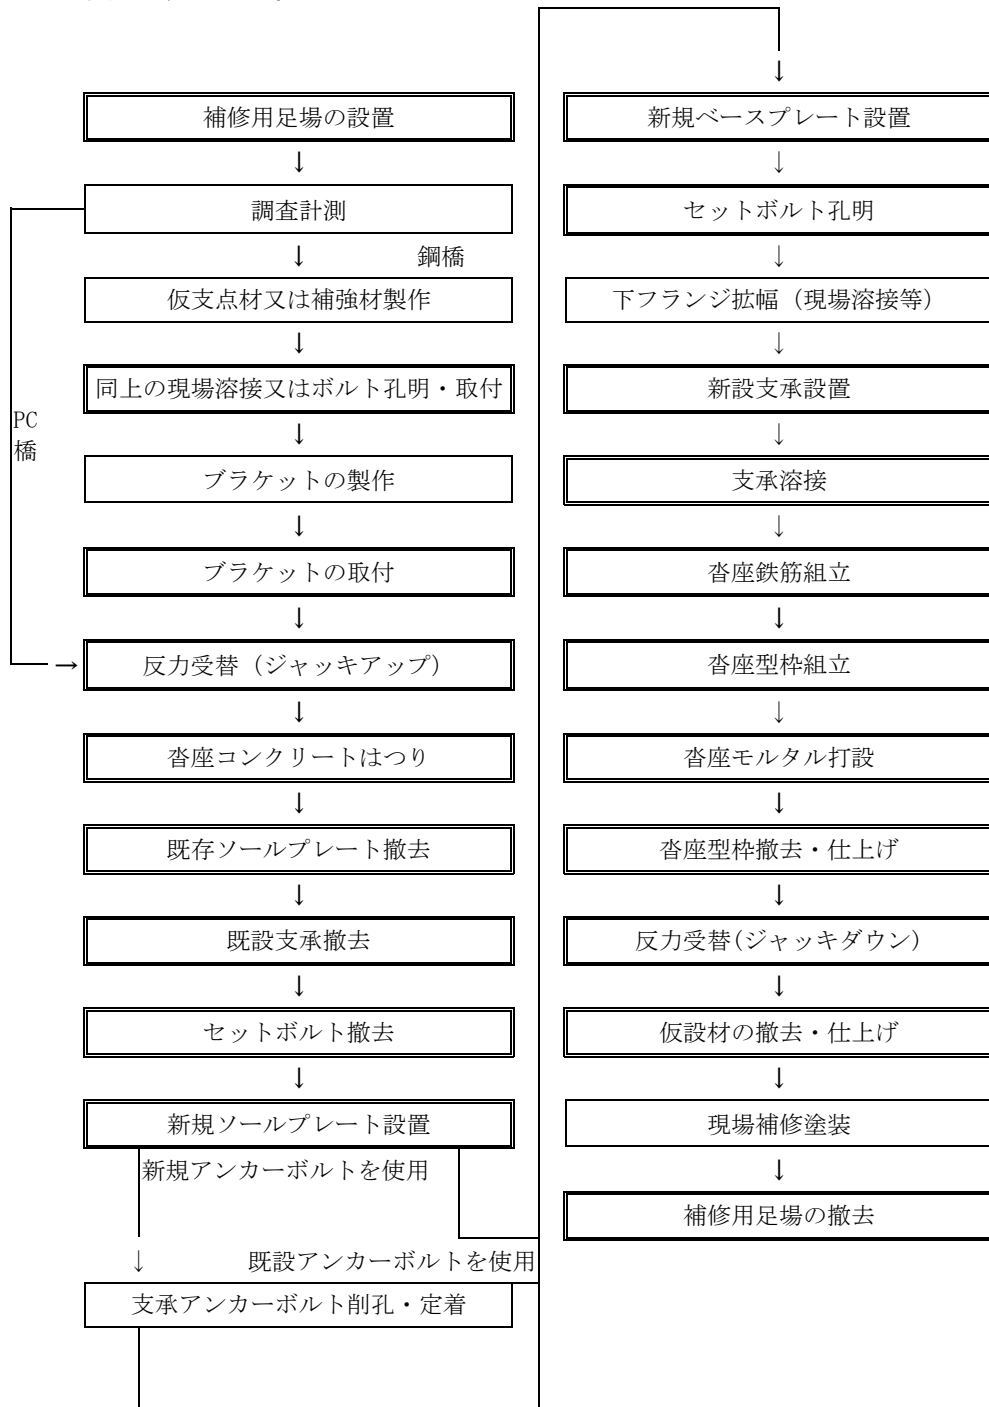 補修用足場の設置
↓
調査計測
↓ 鋼橋
仮支点材又は補強材製作
↓
同上の現場溶接又はボルト孔明・取付
↓
PC
橋
ブラケットの製作
↓
ブラケットの取付
↓
→ 反力受替（ジャッキアップ）
↓
沓座コンクリートはつり
↓
既存ソールプレート撤去
↓
既設支承撤去
↓
セットボルト撤去
↓
新規ソールプレート設置
新規アンカーボルトを使用
↓ 既設アンカーボルトを使用
支承アンカーボルト削孔・定着
↓
新規ベースプレート設置
↓
セットボルト孔明
↓
下フランジ拡幅（現場溶接等）
↓
新設支承設置
↓
支承溶接
↓
沓座鉄筋組立
↓
沓座型枠組立
↓
沓座モルタル打設
↓
沓座型枠撤去・仕上げ
↓
反力受替(ジャッキダウン）
↓
仮設材の撤去・仕上げ
↓
現場補修塗装
↓
補修用足場の撤去